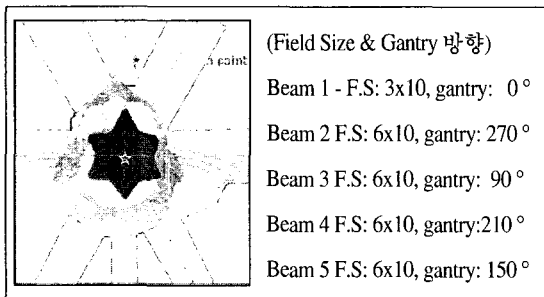 point
(Field Size & Gantry 방향)
Beam 1 - F.S: 3x10, gantry: 0°
Beam 2 F.S: 6x10, gantry: 270°
Beam 3 F.S: 6x10, gantry: 90°
Beam 4 F.S: 6x10, gantry:210°
Beam 5 F.S: 6x10, gantry: 150°